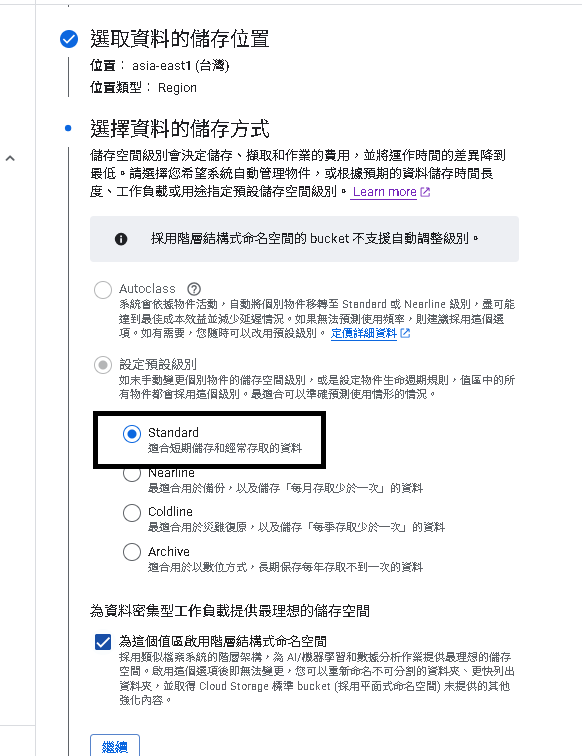 選取資料的儲存位置
位置： asia-east1 (台灣)
位置類型： Region
選擇資料的儲存方式
儲存空間級別會決定儲存、擷取和作業的費用，並將運作時間的差異降到
最低。請選擇您希望系統自動管理物件，或根據預期的資料儲存時間長
度、工作負載或用途指定預設儲存空間級別。 Learn more
採用階層結構式命名空間的 bucket 不支援自動調整級別。
Autoclass
系統會依據物件活動，自動將個別物件移轉至 Standard 或 Nearline 級別，盡可能
達到最佳成本效益並減少延遲情況。如果無法預測使用頻率，則建議採用這個選
項。如有需要，您隨時可以改用預設級別。 定價詳細資料
設定預設級別
如未手動變更個別物件的儲存空間級別，或是設定物件生命週期規則，值區中的所
有物件都會採用這個級別。最適合可以準確預測使用情形的情況。
Standard
適合短期儲存和經常存取的資料
Nearline
最適合用於備份，以及儲存「每月存取少於一次」的資料
Coldline
最適合用於災難復原，以及儲存「每季存取少於一次」的資料
Archive
適合用於以數位方式，長期保存每年存取不到一次的資料
為資料密集型工作負載提供最理想的儲存空間
為這個值區啟用階層結構式命名空間
採用類似檔案系統的階層架構，為 AI/機器學習和數據分析作業提供最理想的儲存
空間。啟用這個選項後即無法變更，您可以重新命名不可分割的資料夾、更快列出
資料夾，並取得 Cloud Storage 標準 bucket (採用平面式命名空間) 未提供的其他
強化內容。
繼續